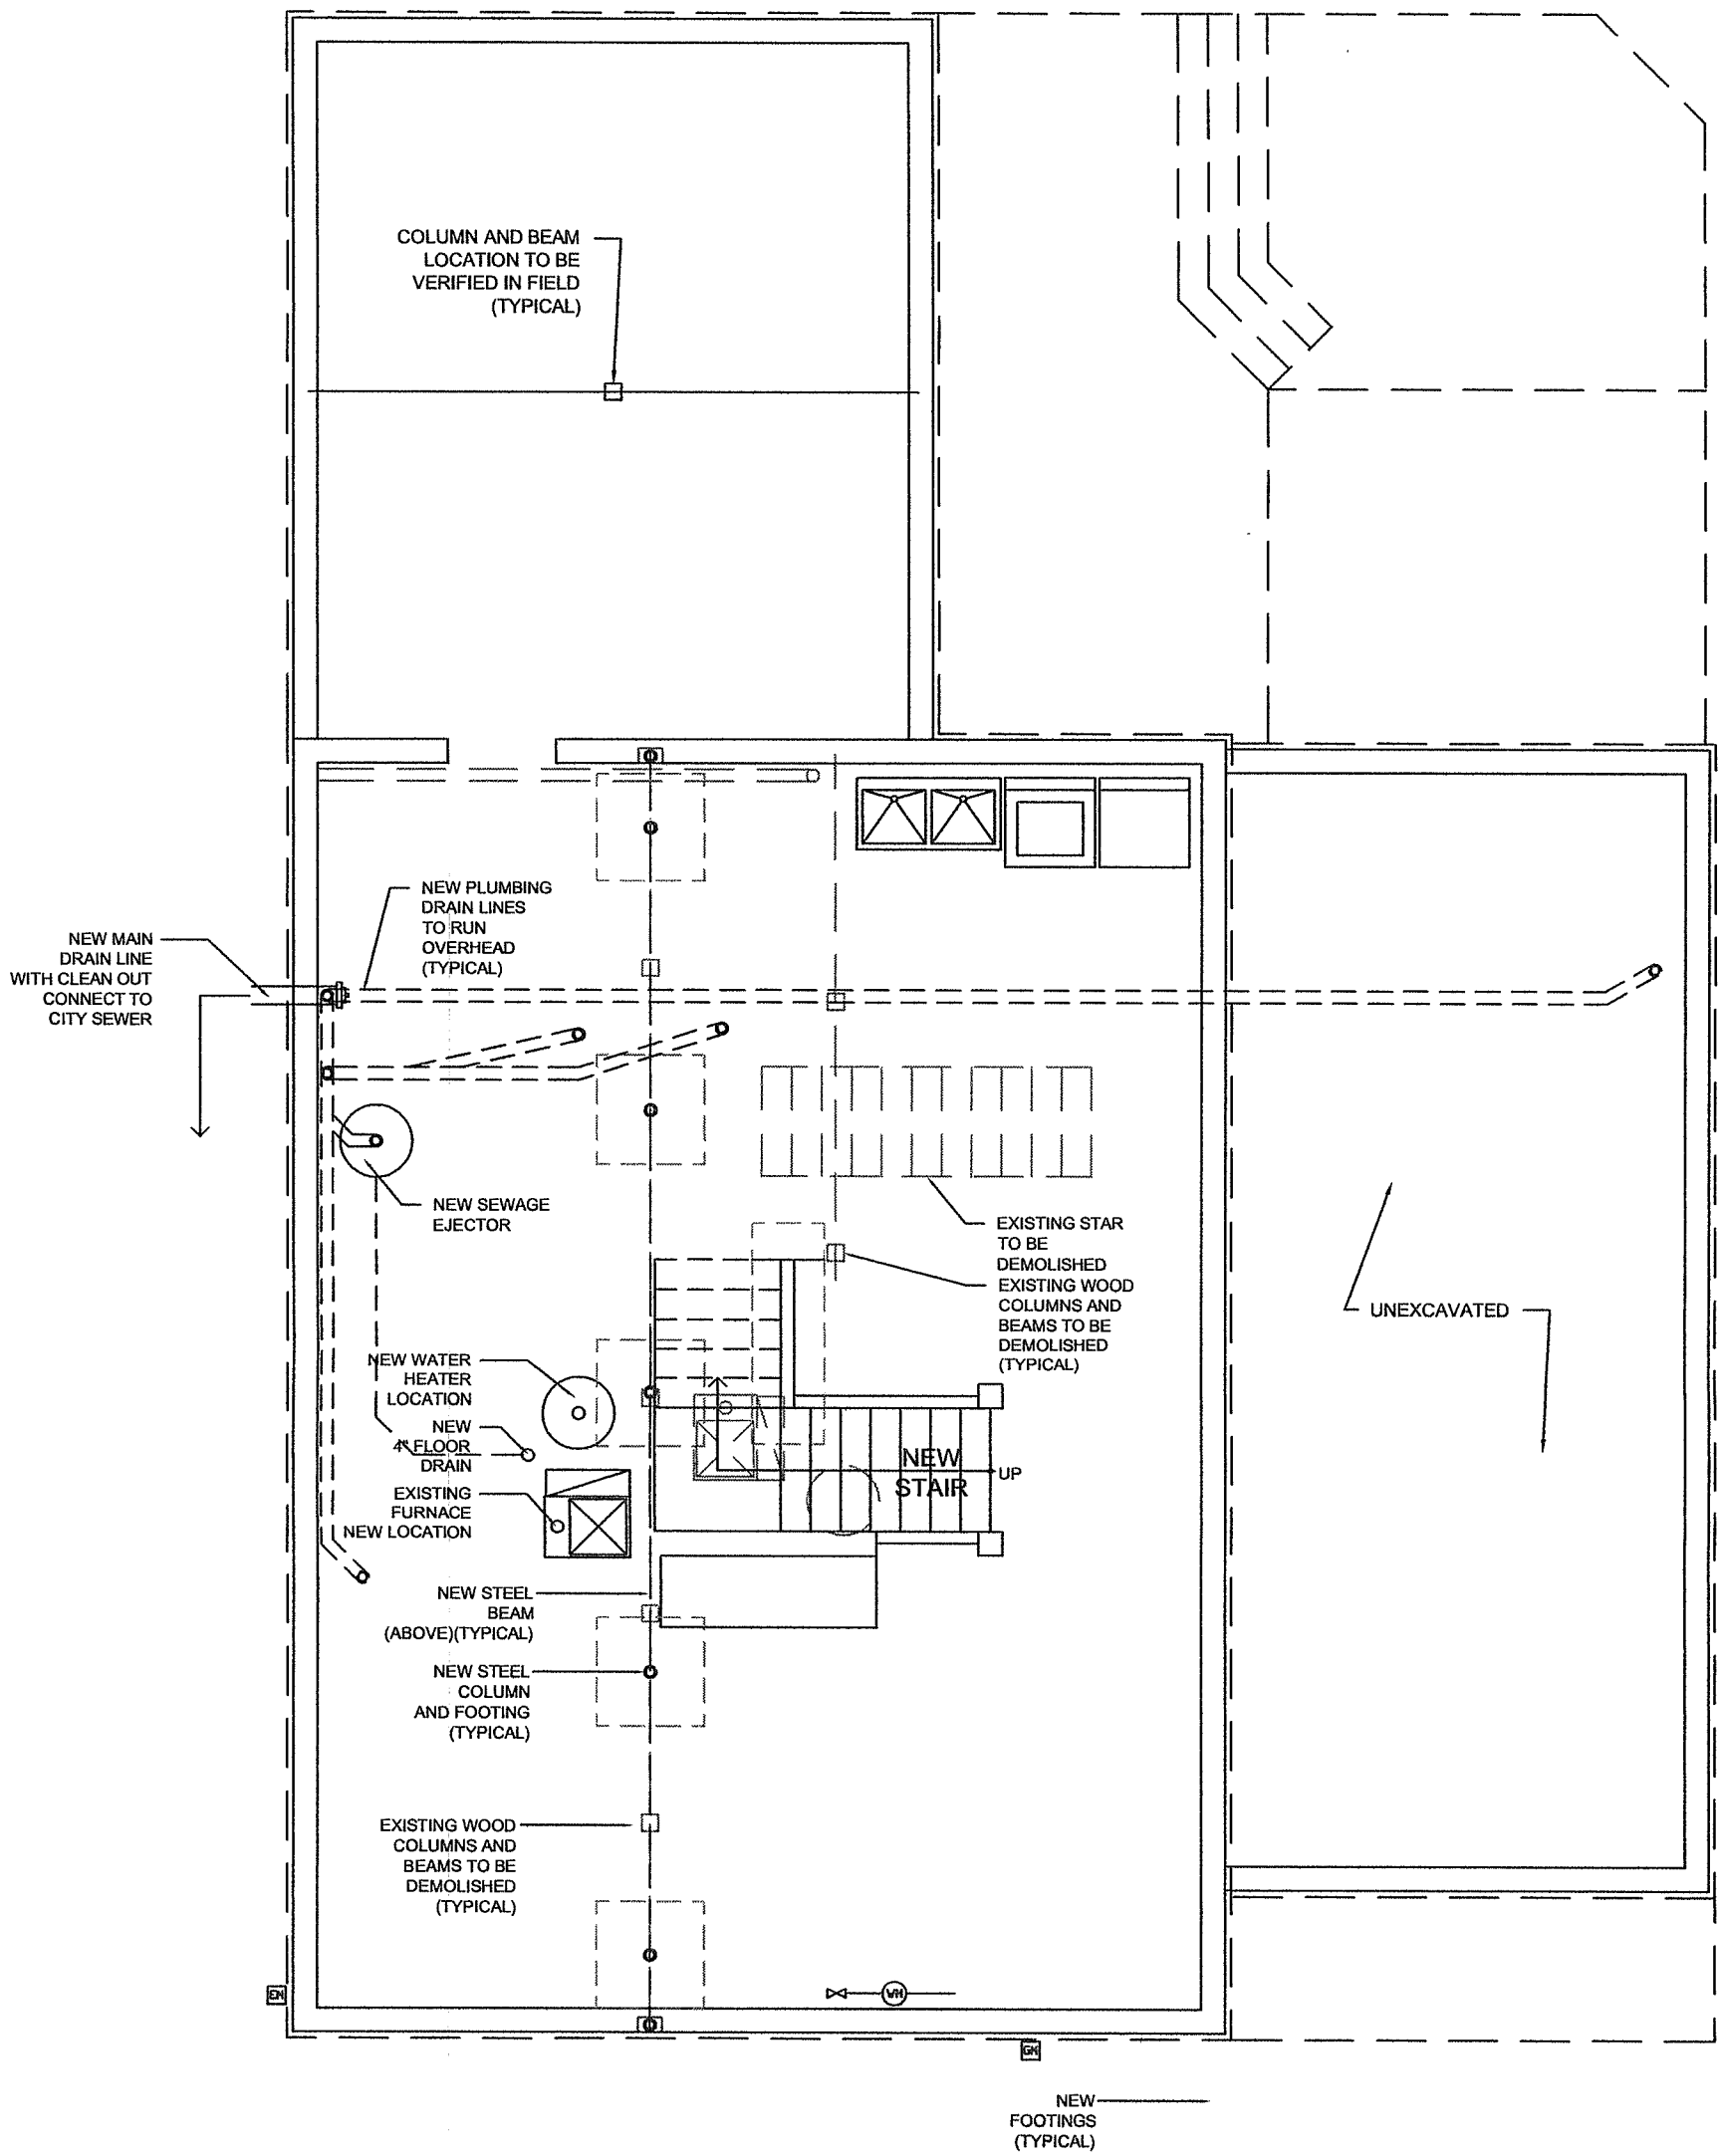 COLUMN AND BEAM
LOCATION TO BE
VERIFIED IN FIELD
(TYPICAL)
NEW PLUMBING
DRAIN LINES
TO RUN
OVERHEAD
(TYPICAL)
NEW MAIN
DRAIN LINE
WITH CLEAN OUT
CONNECT TO
CITY SEWER
NEW SEWAGE
EJECTOR
EXISTING STAR
TO BE
DEMOLISHED
EXISTING WOOD
COLUMNS AND
BEAMS TO BE
DEMOLISHED
(TYPICAL)
UNEXCAVATED
NEW WATER
HEATER
LOCATION
NEW
4" FLOOR
DRAIN
EXISTING
FURNACE
NEW LOCATION
NEW
STAIR
UP
NEW STEEL
BEAM
(ABOVE)(TYPICAL)
NEW STEEL
COLUMN
AND FOOTING
(TYPICAL)
EXISTING WOOD
COLUMNS AND
BEAMS TO BE
DEMOLISHED
(TYPICAL)
EM
WM
GM
NEW
FOOTINGS
(TYPICAL)